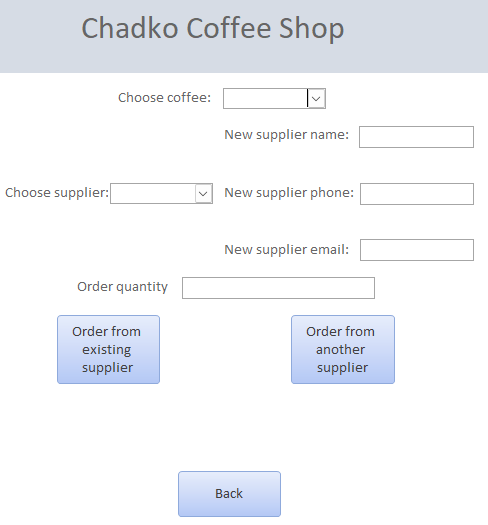 Chadko Coffee Shop
Choose coffee:
New supplier name:
Choose supplier:
New supplier phone:
New supplier email:
Order quantity
Order from
existing
supplier
Order from
another
supplier
Back